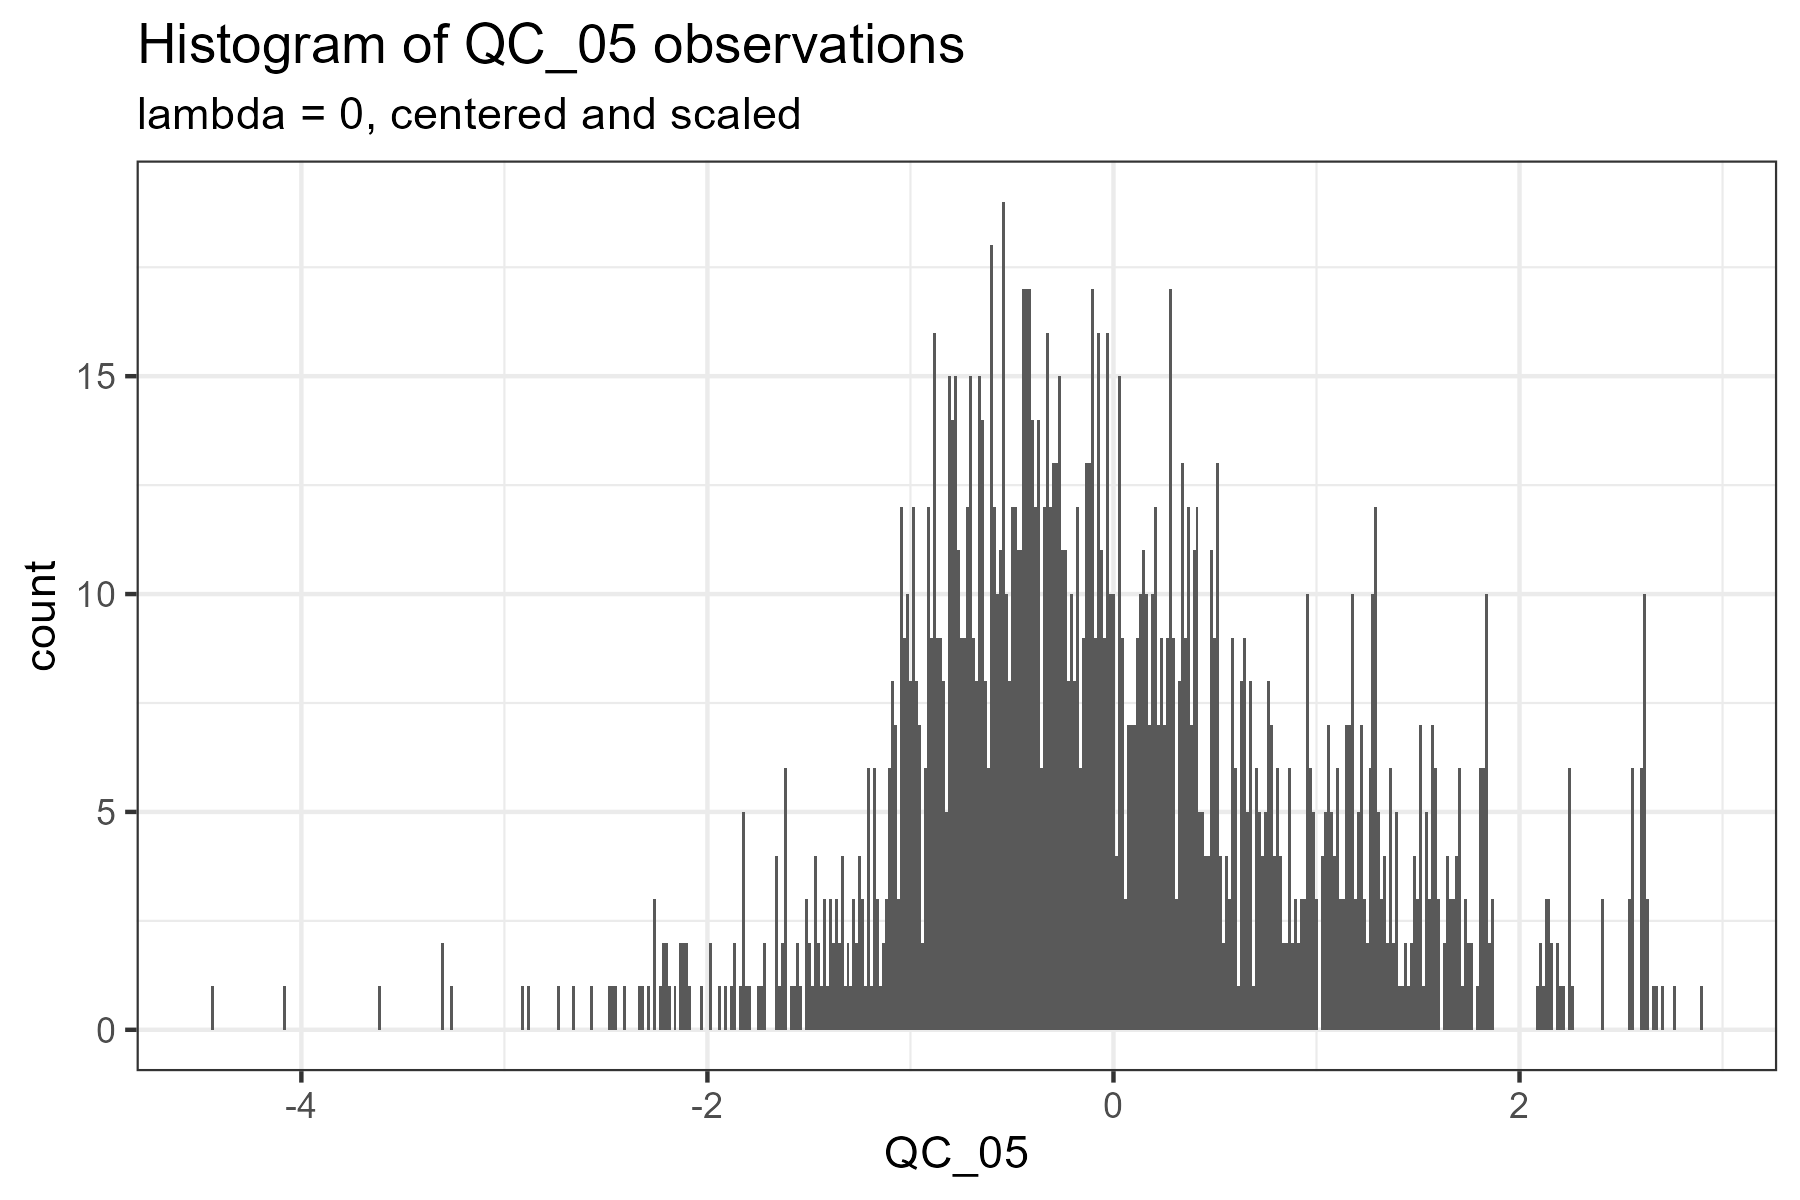 Histogram of QC_05 observations
lambda = 0, centered and scaled
15
10
5
0
count
-4 -2 0 2
QC_05